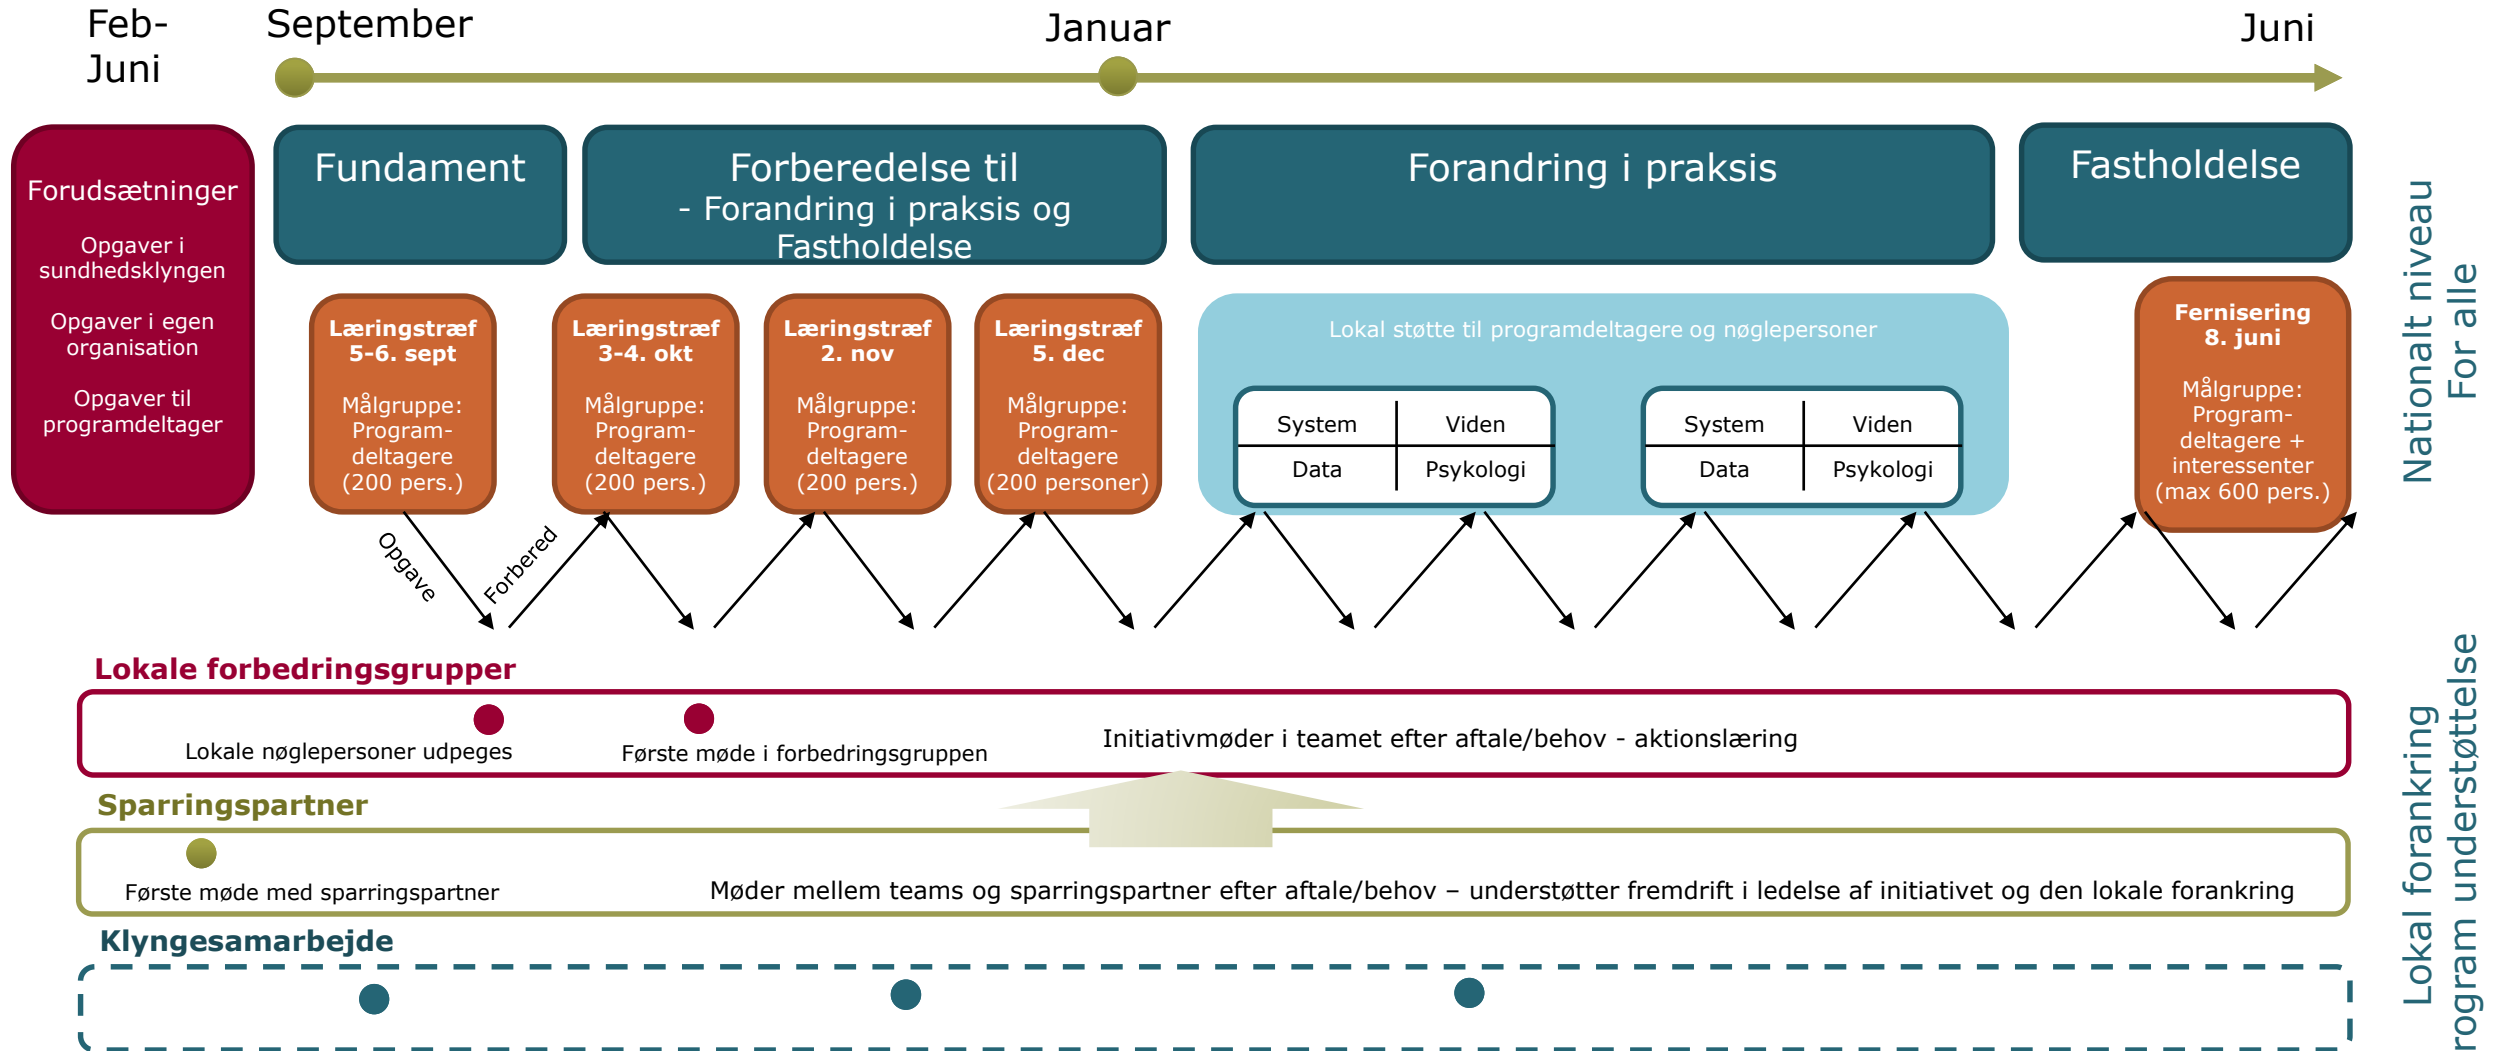 Feb-
Juni
September
Januar
Juni
Forudsætninger
Opgaver i
sundhedsklyngen
Opgaver i egen
organisation
Opgaver til
programdeltager
Fundament
Forberedelse til
- Forandring i praksis og
Fastholdelse
Forandring i praksis
Fastholdelse
Læringstræf
5-6. sept
Målgruppe:
Program-
deltagere
(200 pers.)
Læringstræf
3-4. okt
Målgruppe:
Program-
deltagere
(200 pers.)
Læringstræf
2. nov
Målgruppe:
Program-
deltagere
(200 pers.)
Læringstræf
5. dec
Målgruppe:
Program-
deltagere
(200 personer)
Lokal støtte til programdeltagere og nøglepersoner
System Viden
Data Psykologi
System Viden
Data Psykologi
Fernisering
8. juni
Målgruppe:
Program-
deltagere +
interessenter
(max 600 pers.)
Nationalt niveau
For alle
Opgave
Forbered
Lokale forbedringsgrupper
Lokale nøglepersoner udpeges
Første møde i forbedringsgruppen
Initiativmøder i teamet efter aftale/behov - aktionslæring
Sparringspartner
Første møde med sparringspartner
Møder mellem teams og sparringspartner efter aftale/behov – understøtter fremdrift i ledelse af initiativet og den lokale forankring
Klyngesamarbejde
Lokal forankring
rogram understøttelse